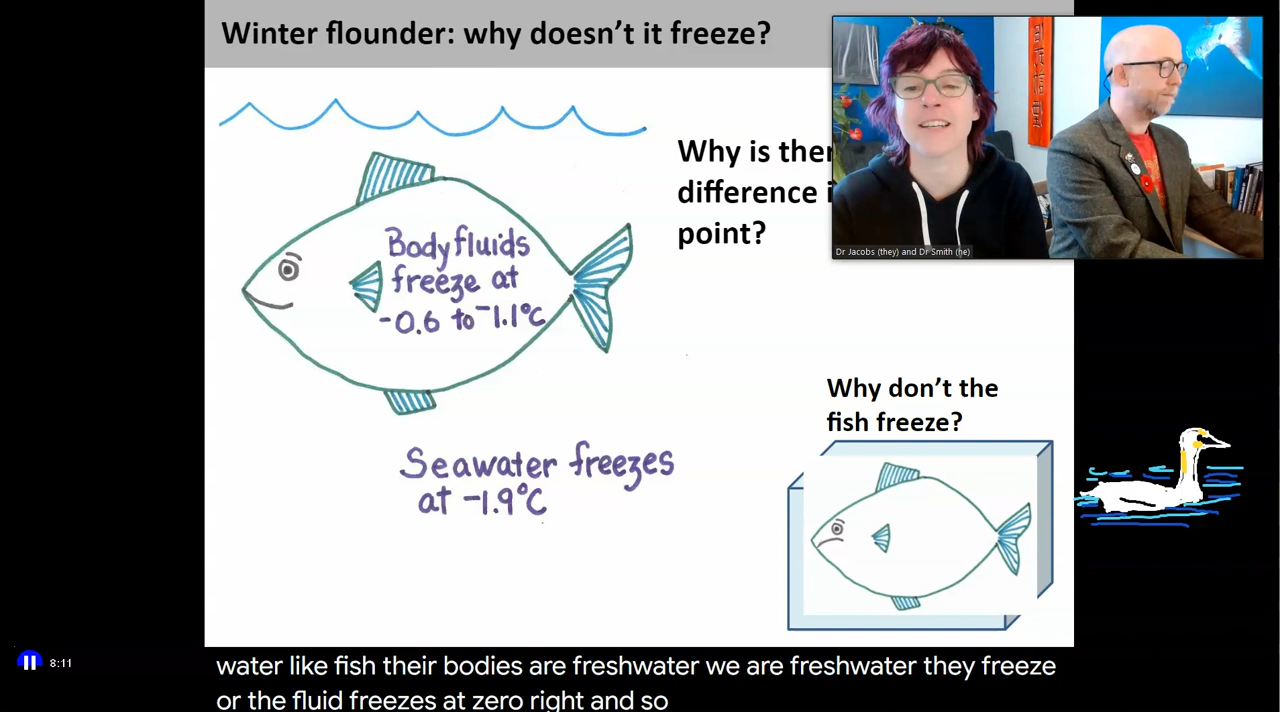 Winter flounder: why doesn't it freeze?
Why is ther
difference i
point?
Dr Jacobs (they) and Dr Smith (he)
Body fluids
freeze at
-0.6 to -1.1°C
Why don't the
fish freeze?
Seawater freezes
at -1.9°C
8:11
water like fish their bodies are freshwater we are freshwater they freeze
or the fluid freezes at zero right and so